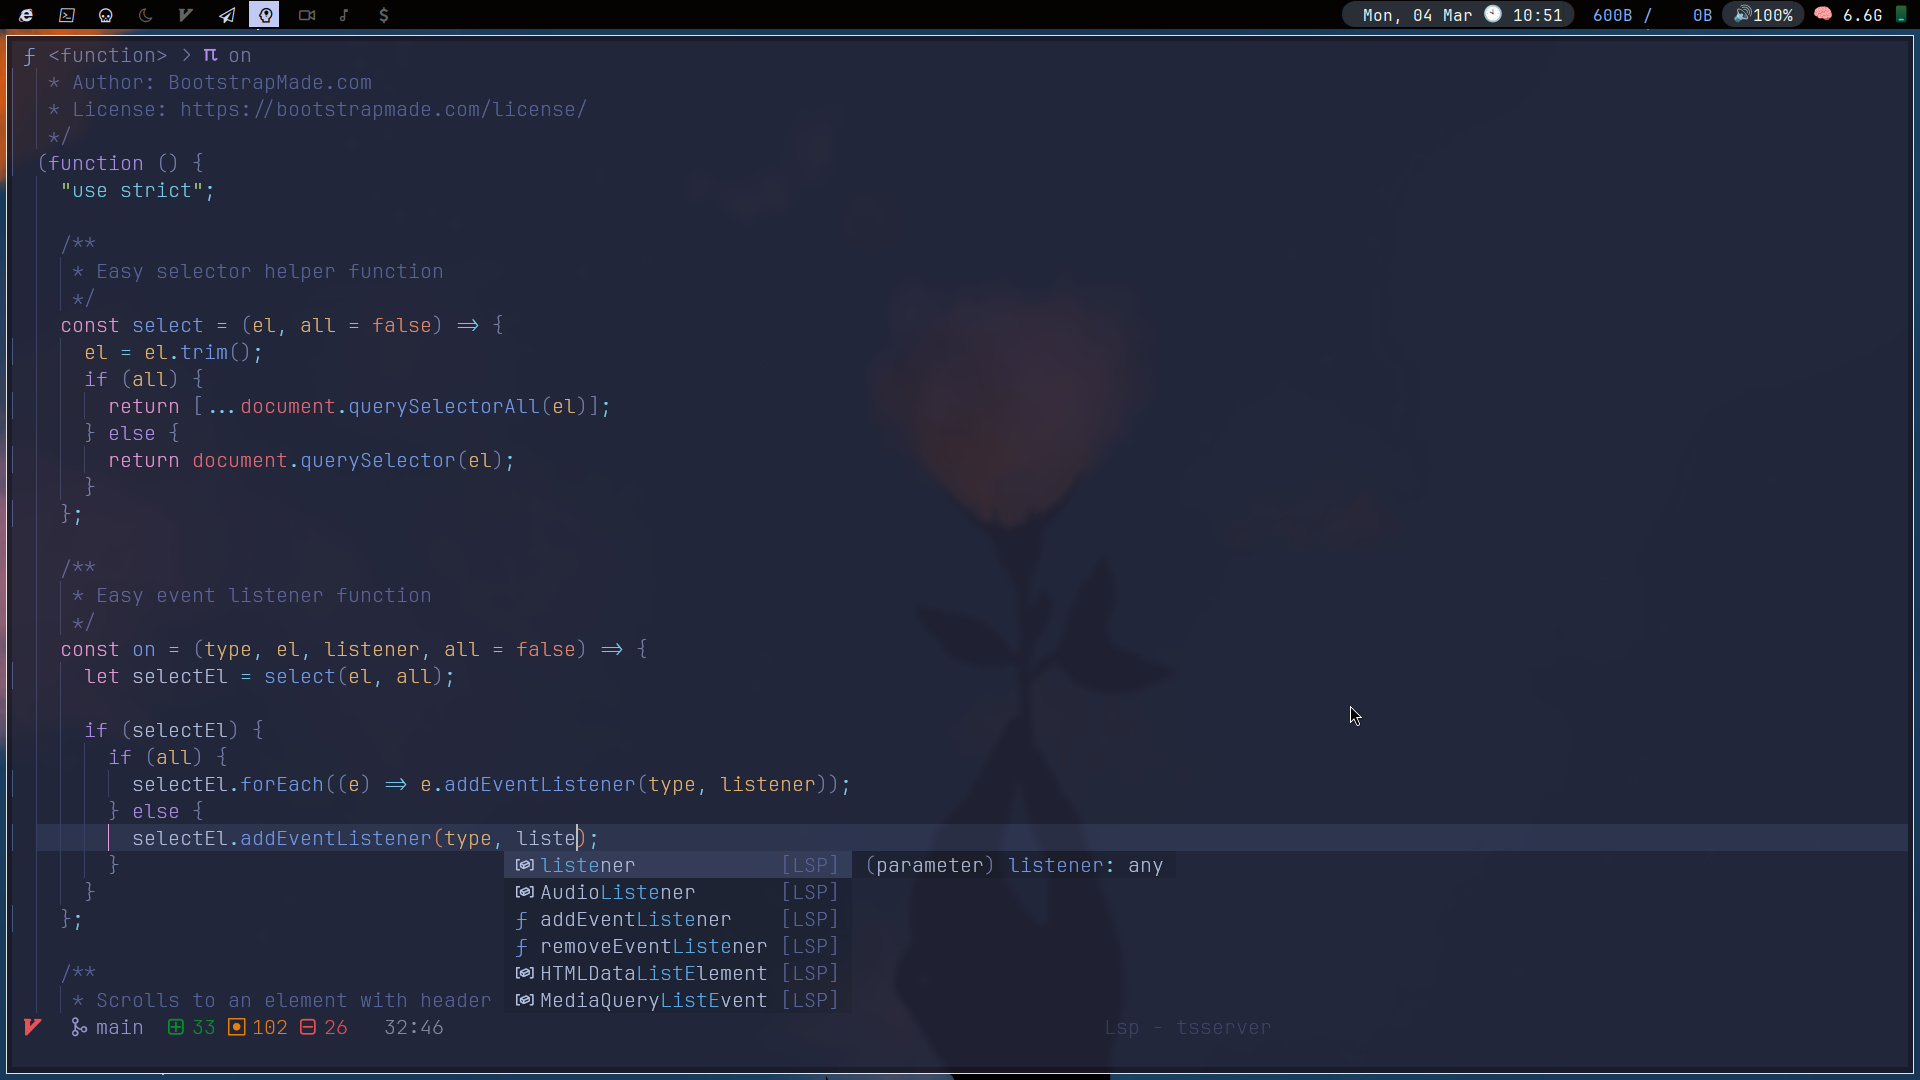 Mon, 04 Mar 10:51 600B / 0B 100% 6.6G
ƒ <function> > π on
* Author: BootstrapMade.com
* License: https://bootstrapmade.com/license/
*/
(function () {
"use strict";
/**
* Easy selector helper function
*/
const select = (el, all = false) => {
el = el.trim();
if (all) {
return [...document.querySelectorAll(el)];
} else {
return document.querySelector(el);
}
};
/**
* Easy event listener function
*/
const on = (type, el, listener, all = false) => {
let selectEl = select(el, all);
if (selectEl) {
if (all) {
selectEl.forEach((e) => e.addEventListener(type, listener));
} else {
selectEl.addEventListener(type, liste);
}
listener [LSP] (parameter) listener: any
}
AudioListener [LSP]
};
ƒ addEventListener [LSP]
ƒ removeEventListener [LSP]
/**
HTMLDataListElement [LSP]
* Scrolls to an element with header
MediaQueryListEvent [LSP]
main 33 102 26 32:46 Lsp - tsserver